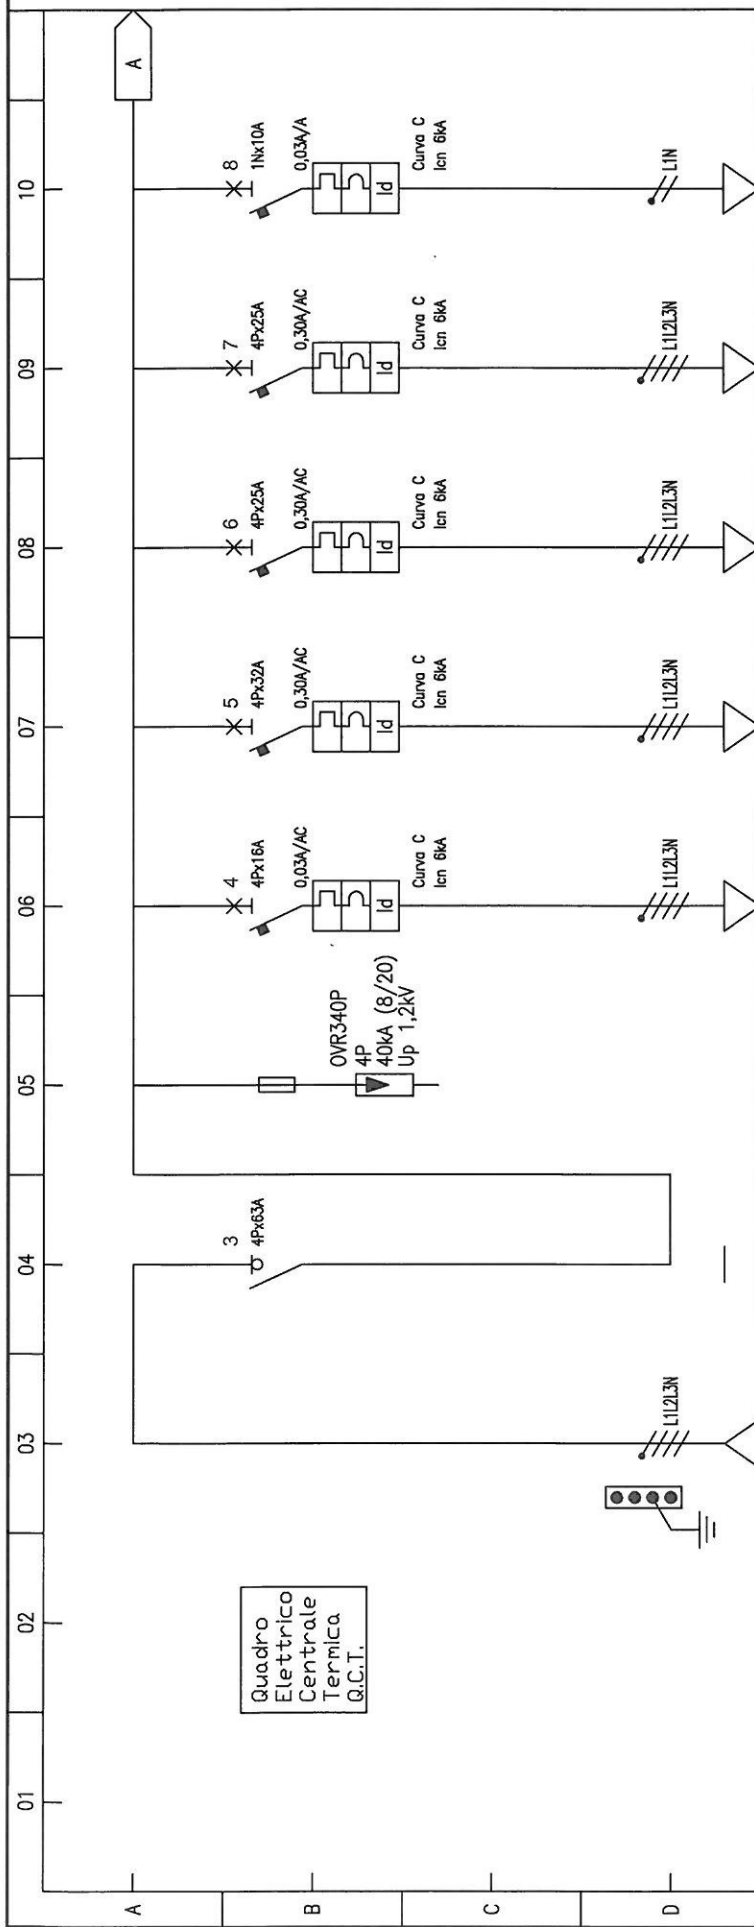 01
02
03
04
05
06
07
08
09
10
A
B
C
D
Quadro
Elettrico
Centrale
Termica
Q.C.T.
L1L2L3N
3
4Px63A
OVR340P
4P
40kA (8/20)
Up 1,2kV
4
4Px16A
0,03A/AC
Id
Curva C
Icn 6kA
L1L2L3N
5
4Px32A
0,30A/AC
Id
Curva C
Icn 6kA
L1L2L3N
6
4Px25A
0,30A/AC
Id
Curva C
Icn 6kA
L1L2L3N
7
4Px25A
0,30A/AC
Id
Curva C
Icn 6kA
L1L2L3N
8
1Nx10A
0,03A/A
Id
Curva C
Icn 6kA
L1N
A